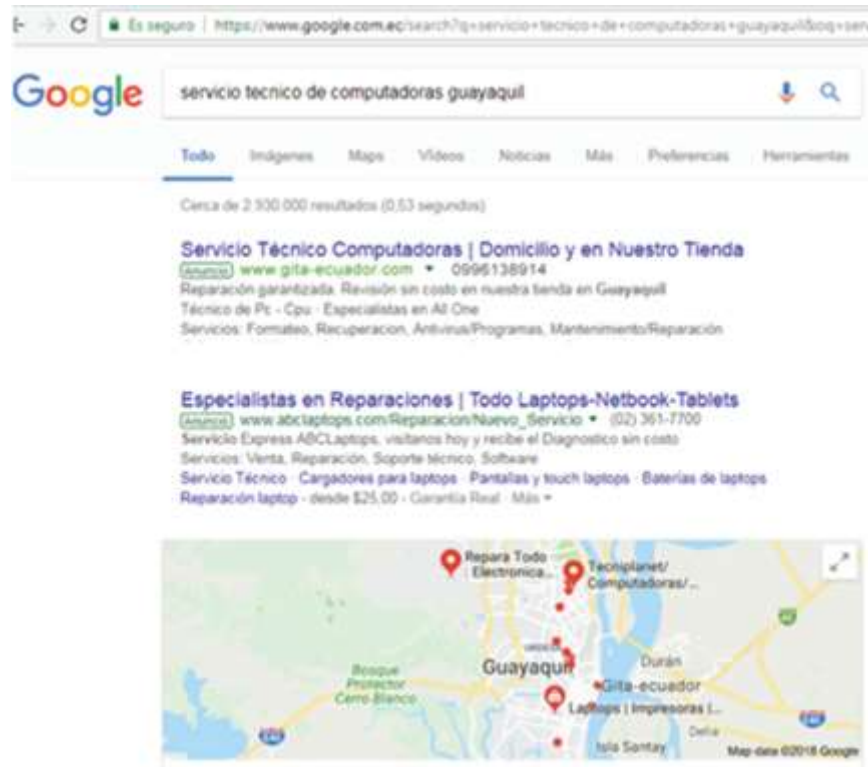 Es seguro | https://www.google.com.ec/search?q=servicio+tecnico+de+computadoras+guayaquil&oq=serv
Google
servicio tecnico de computadoras guayaquil
Todo Imágenes Maps Vídeos Noticias Más Preferencias Herramientas
Cerca de 2.930.000 resultados (0,53 segundos)
Servicio Técnico Computadoras | Domicilio y en Nuestro Tienda
Anuncio www.gita-ecuador.com 0996138914
Reparación garantizada. Revisión sin costo en nuestra tienda en Guayaquil
Técnico de Pc - Cpu · Especialistas en All One
Servicios: Formateo, Recuperacion, Antivirus/Programas, Mantenimiento/Reparación
Especialistas en Reparaciones | Todo Laptops-Netbook-Tablets
Anuncio www.abclaptops.com/Reparacion/Nuevo_Servicio (02) 361-7700
Servicio Express ABCLaptops, visítanos hoy y recibe el Diagnostico sin costo
Servicios: Venta, Reparación, Soporte técnico, Software
Servicio Técnico · Cargadores para laptops · Pantallas y touch laptops · Baterías de laptops
Reparación laptop - desde $25,00 - Garantía Real · Más
Repara Todo
Electronica...
Tecniplanet/
Computadoras/...
Guayaquil
Bosque
Protector
Cerro Blanco
Durán
Gita-ecuador
Laptops | Impresoras |...
Delia
Isla Santay
Map data ©2018 Google